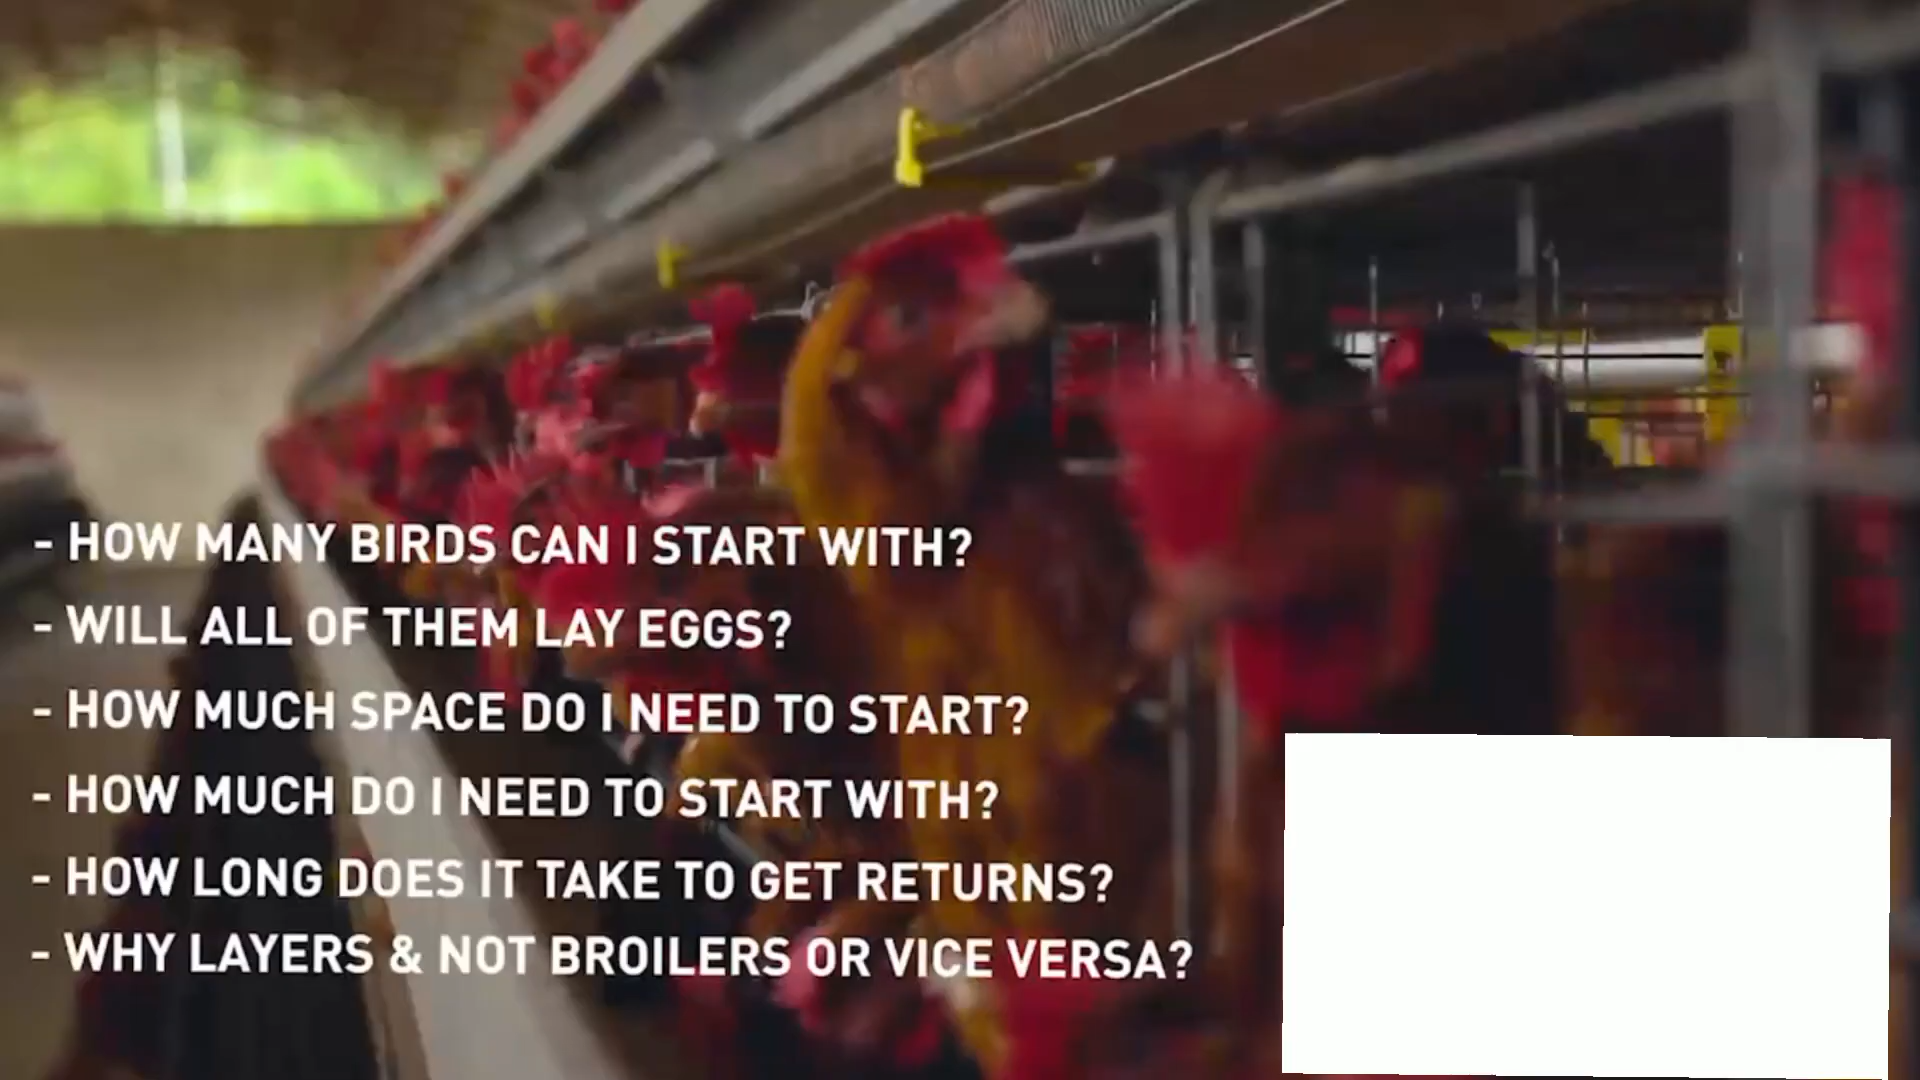 - HOW MANY BIRDS CAN I START WITH?
- WILL ALL OF THEM LAY EGGS?
- HOW MUCH SPACE DO I NEED TO START?
- HOW MUCH DO I NEED TO START WITH?
- HOW LONG DOES IT TAKE TO GET RETURNS?
- WHY LAYERS & NOT BROILERS OR VICE VERSA?